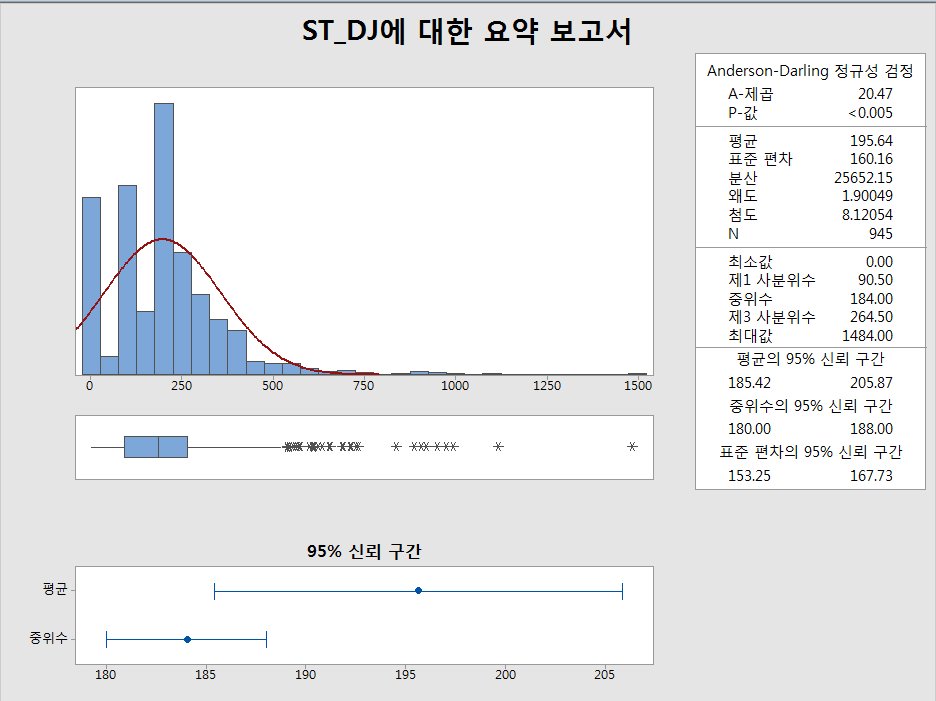 ST_DJ에 대한 요약 보고서
Anderson-Darling 정규성 검정
A-제곱 20.47
P-값 <0.005
평균 195.64
표준 편차 160.16
분산 25652.15
왜도 1.90049
첨도 8.12054
N 945
최소값 0.00
제1 사분위수 90.50
중위수 184.00
제3 사분위수 264.50
최대값 1484.00
평균의 95% 신뢰 구간
185.42 205.87
중위수의 95% 신뢰 구간
180.00 188.00
표준 편차의 95% 신뢰 구간
153.25 167.73
0 250 500 750 1000 1250 1500
95% 신뢰 구간
평균
중위수
180 185 190 195 200 205